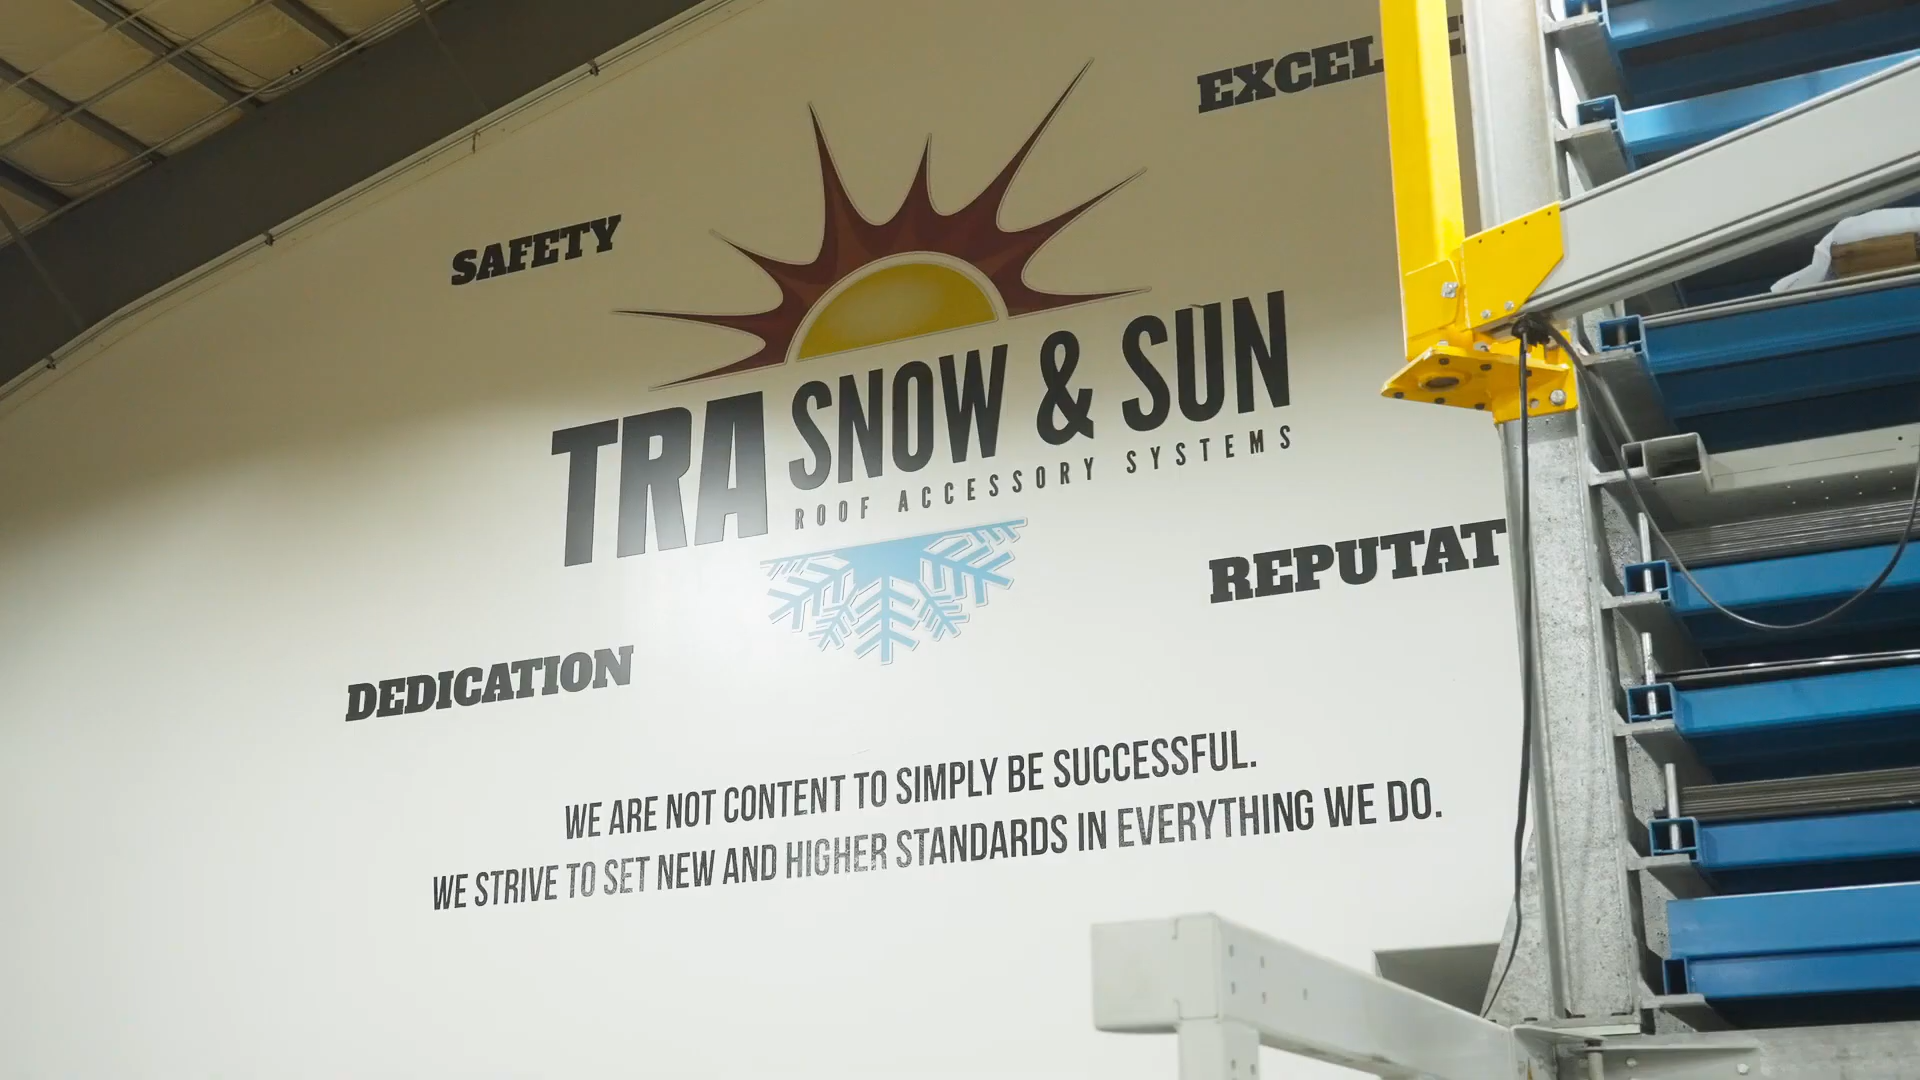 EXCEL
SAFETY
TRA SNOW & SUN
ROOF ACCESSORY SYSTEMS
REPUTAT
DEDICATION
WE ARE NOT CONTENT TO SIMPLY BE SUCCESSFUL.
WE STRIVE TO SET NEW AND HIGHER STANDARDS IN EVERYTHING WE DO.